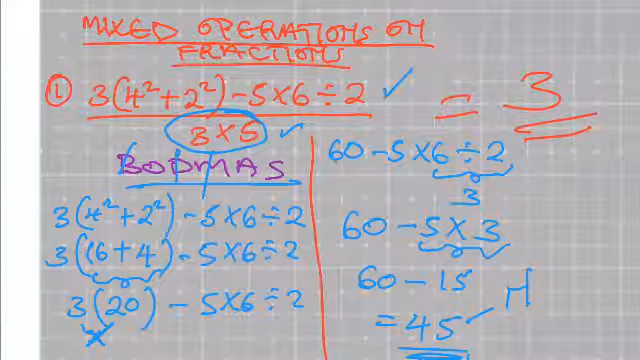 MIXED OPERATIONS ON
FRACTIONS
① 3(4²+2²)-5×6÷2 ✓
= 3
3×5 ✓
BODMAS
3(4²+2²)-5×6÷2
3(16+4)-5×6÷2
3(20)-5×6÷2
×
60-5×6÷2
3
60-5×3
60-15
=45
H